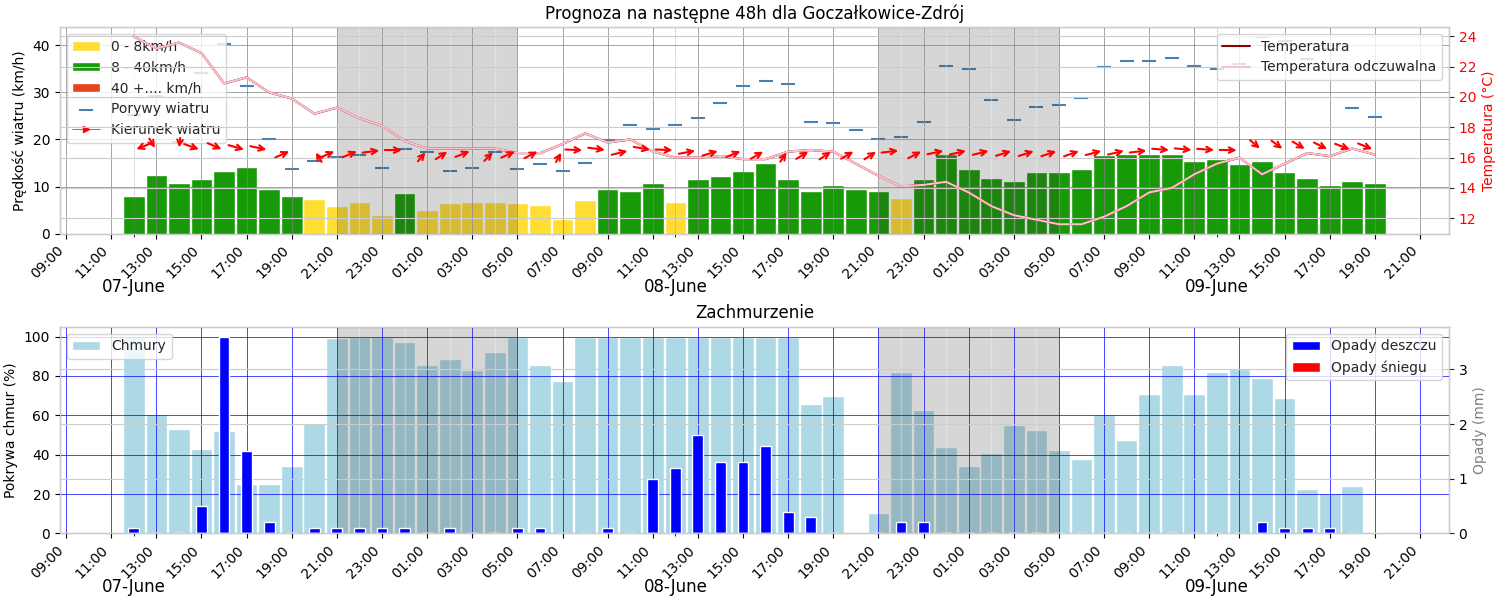 Prognoza na następne 48h dla Goczałkowice-Zdrój
Prędkość wiatru (km/h)
40
30
20
10
0
0 - 8km/h
8 - 40km/h
40 +.... km/h
Porywy wiatru
Kierunek wiatru
Temperatura
Temperatura odczuwalna
24
22
20
18
16
14
12
Temperatura (°C)
09:00 11:00 13:00 15:00 17:00 19:00 21:00 23:00 01:00 03:00 05:00 07:00 09:00 11:00 13:00 15:00 17:00 19:00 21:00 23:00 01:00 03:00 05:00 07:00 09:00 11:00 13:00 15:00 17:00 19:00 21:00
07-June 08-June 09-June
Zachmurzenie
Pokrywa chmur (%)
100
80
60
40
20
0
Chmury
Opady deszczu
Opady śniegu
3
2
1
0
Opady (mm)
09:00 11:00 13:00 15:00 17:00 19:00 21:00 23:00 01:00 03:00 05:00 07:00 09:00 11:00 13:00 15:00 17:00 19:00 21:00 23:00 01:00 03:00 05:00 07:00 09:00 11:00 13:00 15:00 17:00 19:00 21:00
07-June 08-June 09-June